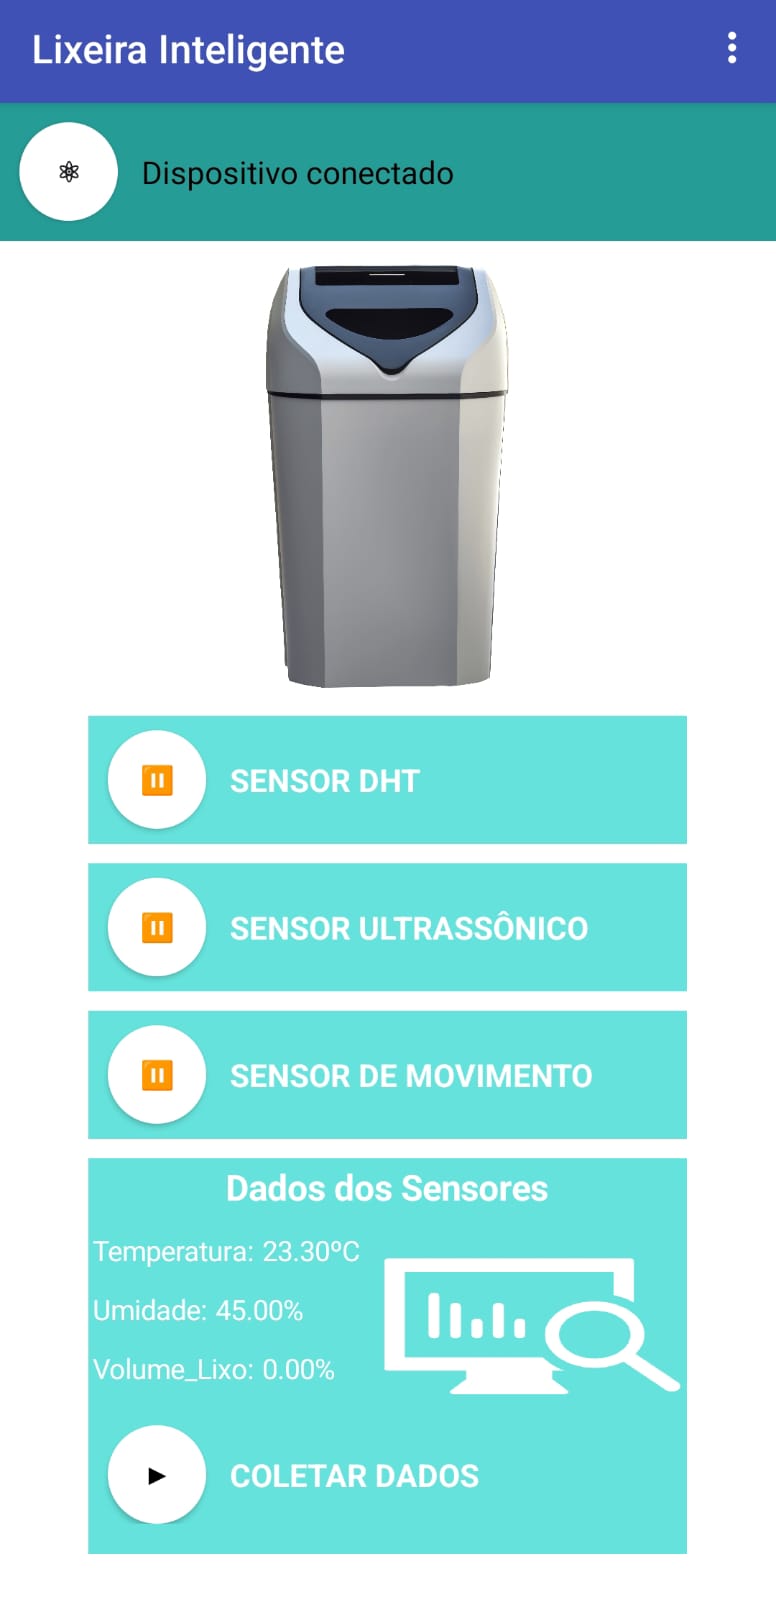 Lixeira Inteligente
Dispositivo conectado
SENSOR DHT
SENSOR ULTRASSÔNICO
SENSOR DE MOVIMENTO
Dados dos Sensores
Temperatura: 23.30ºC
Umidade: 45.00%
Volume_Lixo: 0.00%
COLETAR DADOS